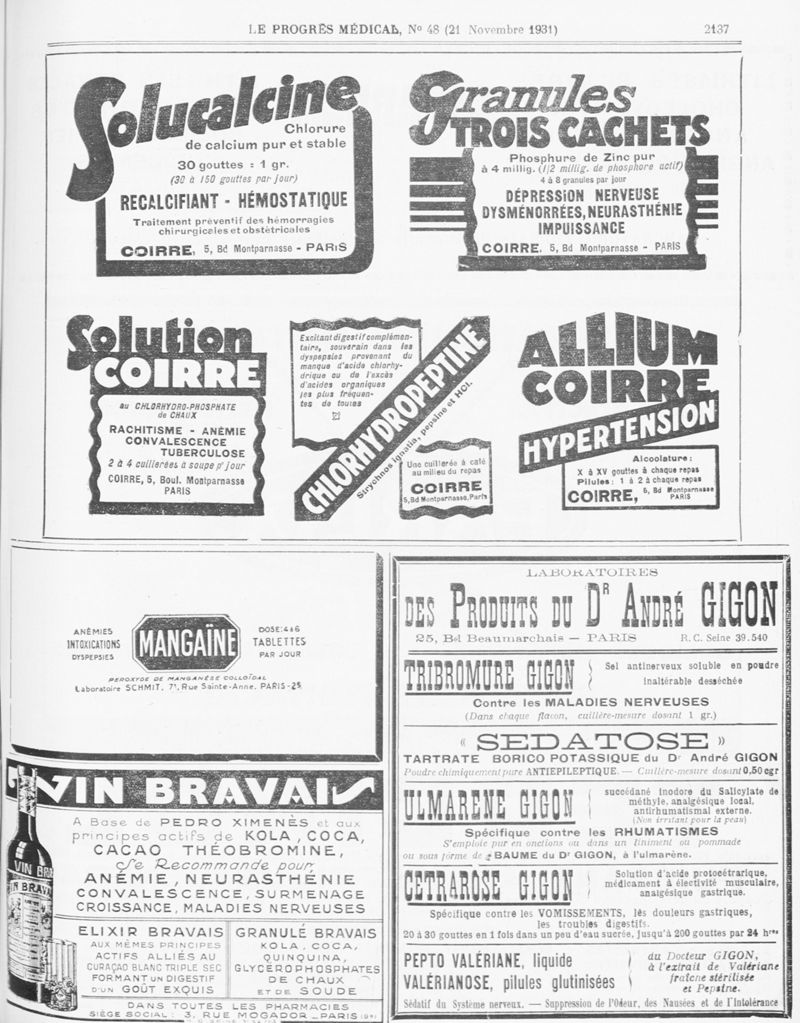 LE PROGRÈS MÉDICAL, Nº 48 (21 Novembre 1931)
2137
Solucalcine
Chlorure
de calcium pur et stable
30 gouttes : 1 gr.
(30 à 150 gouttes par jour)
RECALCIFIANT - HÉMOSTATIQUE
Traitement préventif des hémorragies
chirurgicales et obstétricales
COIRRE, 5, Bd Montparnasse - PARIS
Granules
TROIS CACHETS
Phosphure de Zinc pur
à 4 millig. (1/2 millig. de phosphore actif)
4 à 8 granules par jour
DÉPRESSION NERVEUSE
DYSMÉNORRÉES, NEURASTHÉNIE
IMPUISSANCE
COIRRE. 5, Bd Montparnasse - PARIS
Solution
COIRRE
au CHLORHYDRO-PHOSPHATE
de CHAUX
RACHITISME - ANÉMIE
CONVALESCENCE
TUBERCULOSE
2 à 4 cuillerées à soupe pr jour
COIRRE, 5, Boul. Montparnasse
PARIS
Excitant digestif complémen-
taire, souverain dans les
dyspepsies provenant du
manque d'acide chlorhy-
drique ou de l'excès
d'acides organiques
les plus fréquen-
tes de toutes
CHLORHYDROPEPTINE
Strychnos ignatia, pepsine et HCl.
Une cuillerée à café
au milieu du repas
COIRRE
5, Bd Montparnasse, Paris
ALLIUM
COIRRE
HYPERTENSION
Alcoolature:
X à XV gouttes à chaque repas
Pilules: 1 à 2 à chaque repas
COIRRE, 5, Bd Montparnasse
PARIS
ANÉMIES
INTOXICATIONS
DYSPEPSIES
MANGAÏNE
DOSE: 4 à 6
TABLETTES
PAR JOUR
PEROXYDE DE MANGANÈSE COLLOÏDAL
Laboratoire SCHMIT, 71, Rue Sainte-Anne. PARIS-2e
VIN BRAVAIS
A Base de PEDRO XIMENÈS et aux
principes actifs de KOLA, COCA,
CACAO THÉOBROMINE,
Se Recommande pour
ANÉMIE, NEURASTHÉNIE
CONVALESCENCE, SURMENAGE
CROISSANCE, MALADIES NERVEUSES
VIN BRAVAIS
ELIXIR BRAVAIS
AUX MÊMES PRINCIPES
ACTIFS ALLIÉS AU
CURAÇAO BLANC TRIPLE SEC
FORMANT UN DIGESTIF
D'UN GOÛT EXQUIS
GRANULÉ BRAVAIS
KOLA, COCA,
QUINQUINA,
GLYCEROPHOSPHATES
DE CHAUX
ET DE SOUDE
DANS TOUTES LES PHARMACIES
SIÈGE SOCIAL: 3, RUE MOGADOR - PARIS
LABORATOIRES
DES PRODUITS DU DR ANDRÉ GIGON
25, Bd Beaumarchais — PARIS R. C. Seine 39.540
TRIBROMURE GIGON
Sel antinerveux soluble en poudre
inaltérable desséchée
Contre les MALADIES NERVEUSES
(Dans chaque flacon, cuillère-mesure dosant 1 gr.)
« SEDATOSE »
TARTRATE BORICO POTASSIQUE du Dr André GIGON
Poudre chimiquement pure ANTIEPILEPTIQUE. — Cuillère-mesure dosant 0,50 cgr
ULMARENE GIGON
succédané inodore du Salicylate de
méthyle, analgésique local,
antirhumatismal externe.
(Non irritant pour la peau)
Spécifique contre les RHUMATISMES
S'emploie pur en onctions ou dans un liniment ou pommade
ou sous forme de BAUME du Dr GIGON, à l'ulmarène.
CETRAROSE GIGON
Solution d'acide protocétrarique,
médicament à électivité musculaire,
analgésique gastrique.
Spécifique contre les VOMISSEMENTS, les douleurs gastriques,
les troubles digestifs.
20 à 30 gouttes en 1 fois dans un peu d'eau sucrée, jusqu'à 200 gouttes par 24 hres
PEPTO VALÉRIANE, liquide
VALÉRIANOSE, pilules glutinisées
du Docteur GIGON,
à l'extrait de Valériane
fraîche stérilisée
et Pepsine.
Sédatif du Système nerveux. — Suppression de l'Odeur, des Nausées et de l'Intolérance